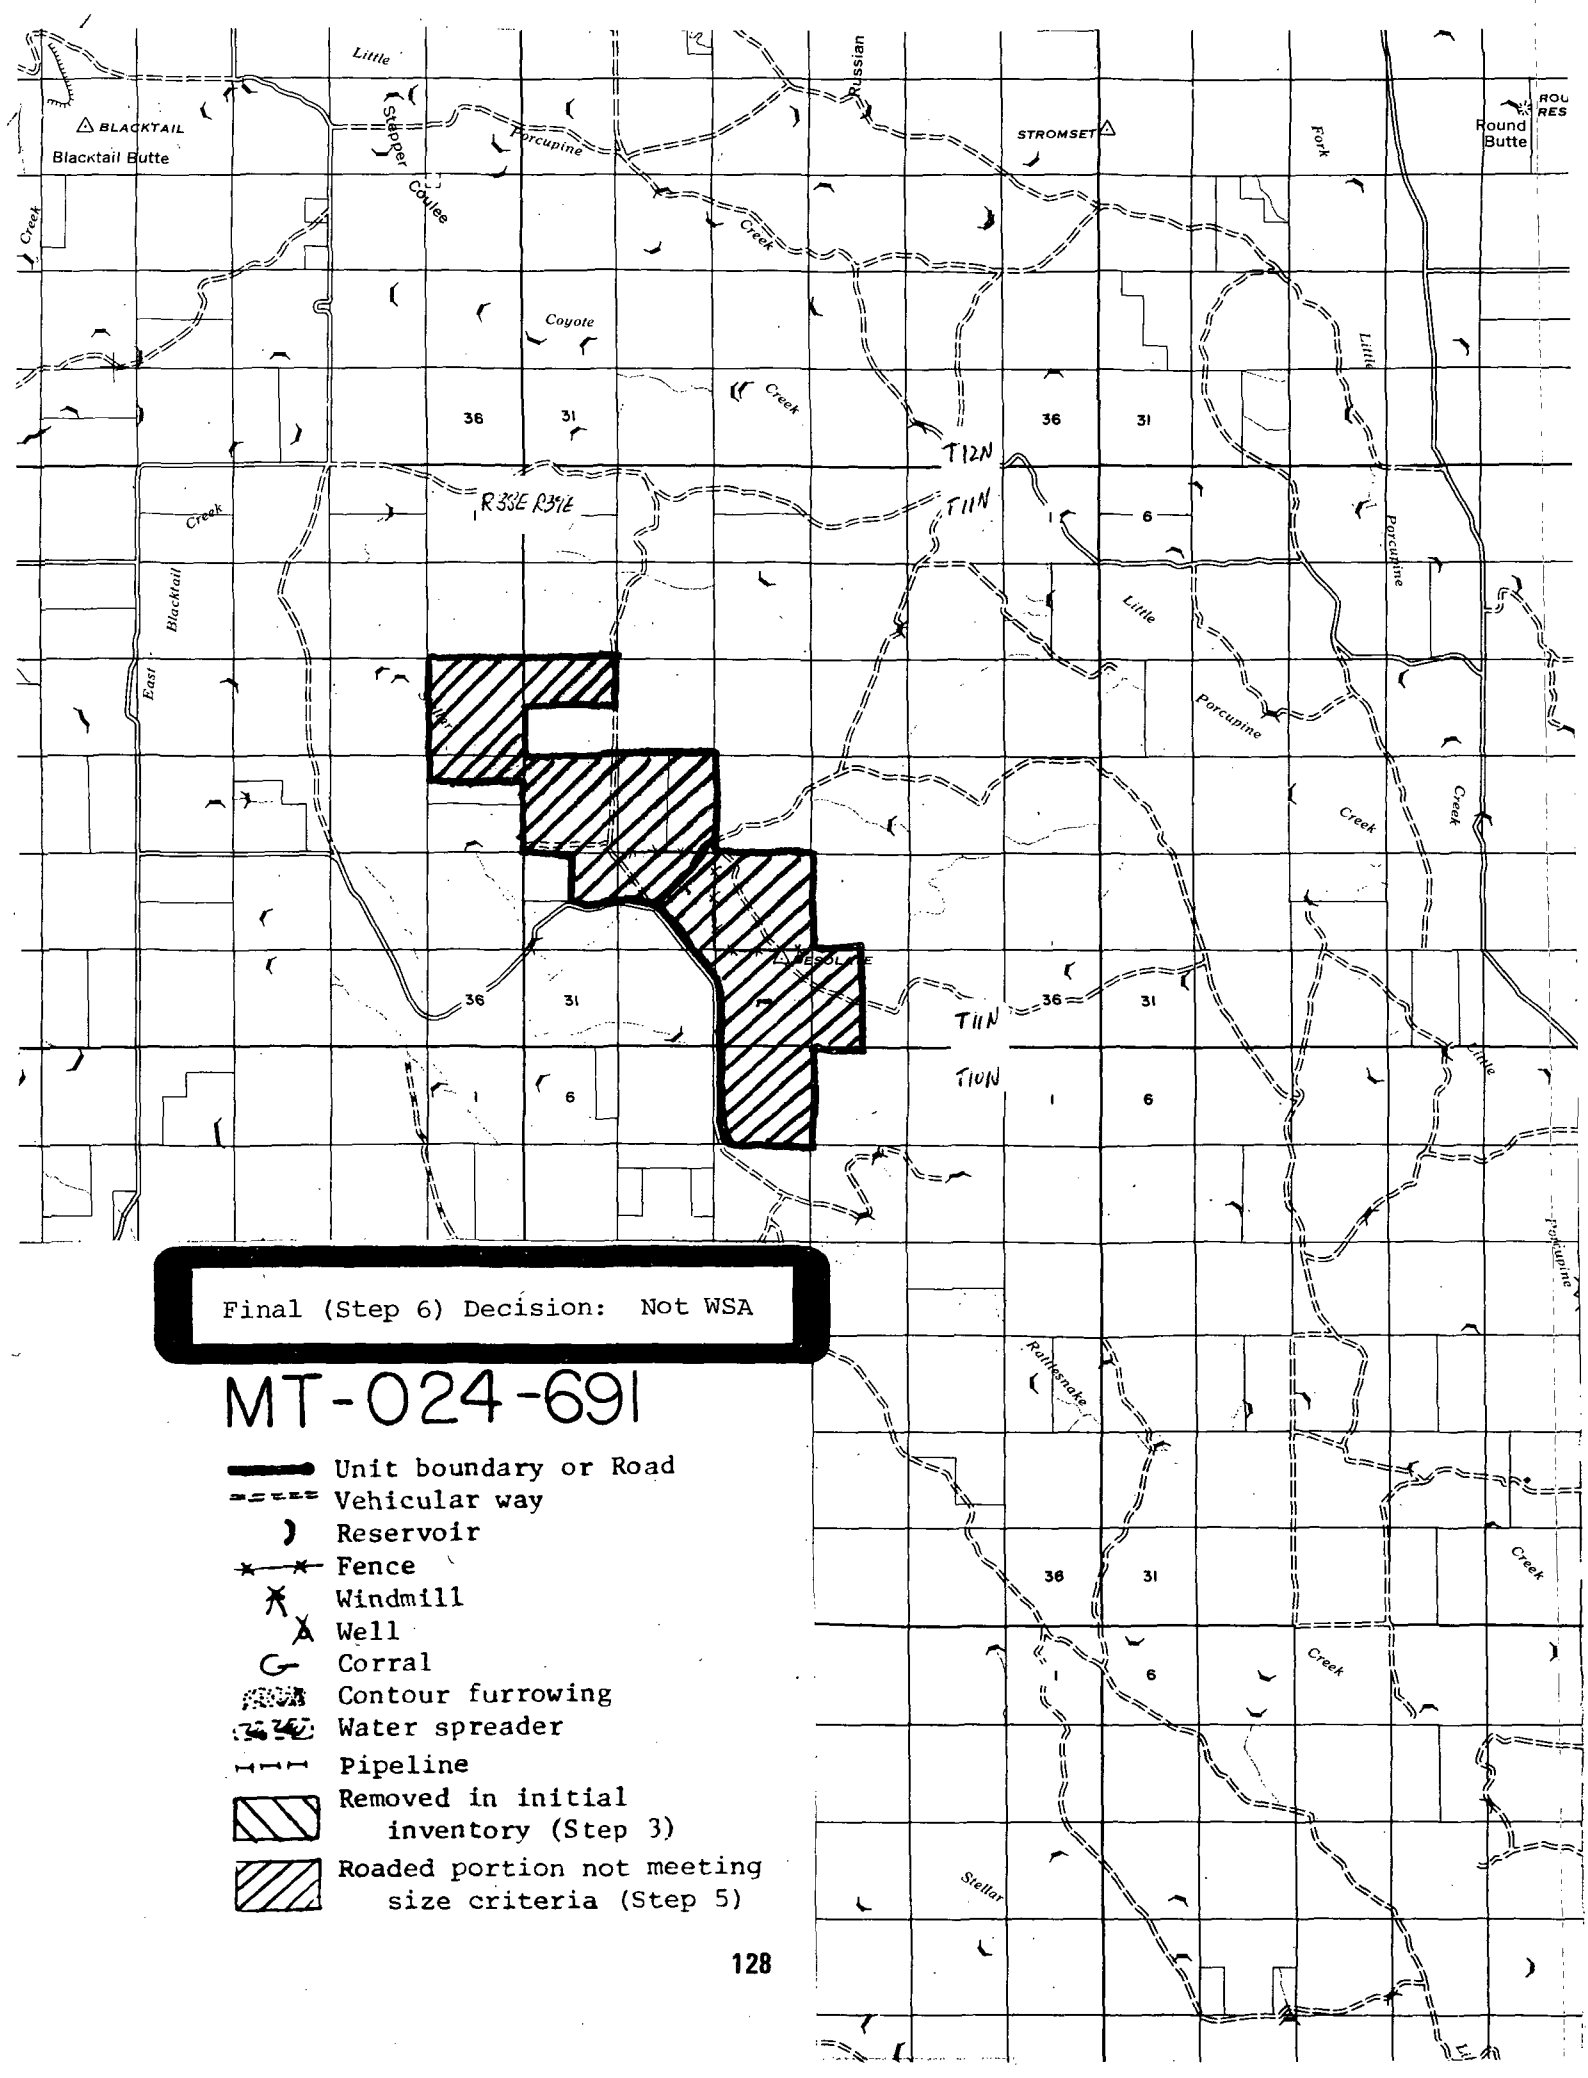 Little
Russian
BLACKTAIL
Blacktail Butte
Stepper
Coulee
Porcupine
STROMSET
Fork
ROU
RES
Round
Butte
Creek
Creek
Coyote
Little
36
31
Creek
36
31
T12N
R38E R39E
T11N
Creek
1
1
6
Porcupine
Blacktail
Little
East
Porcupine
Creek
Creek
36
31
36
31
T11N
Little
T10N
1
6
1
6
Porcupine
Final (Step 6) Decision: Not WSA
MT-024-691
Rattlesnake
Unit boundary or Road
Vehicular way
Reservoir
Fence
Windmill
Well
Corral
Contour furrowing
Water spreader
Pipeline
Removed in initial
inventory (Step 3)
Roaded portion not meeting
size criteria (Step 5)
Creek
36
31
Creek
1
6
Stellar
128